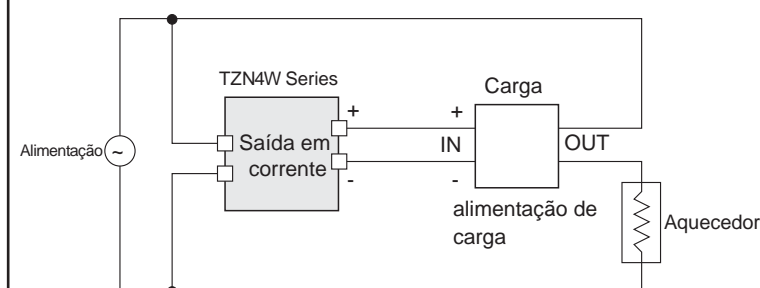 TZN4W Series
Carga
+
+
Alimentação
~
Saída em
corrente
IN
OUT
-
-
alimentação de
carga
Aquecedor